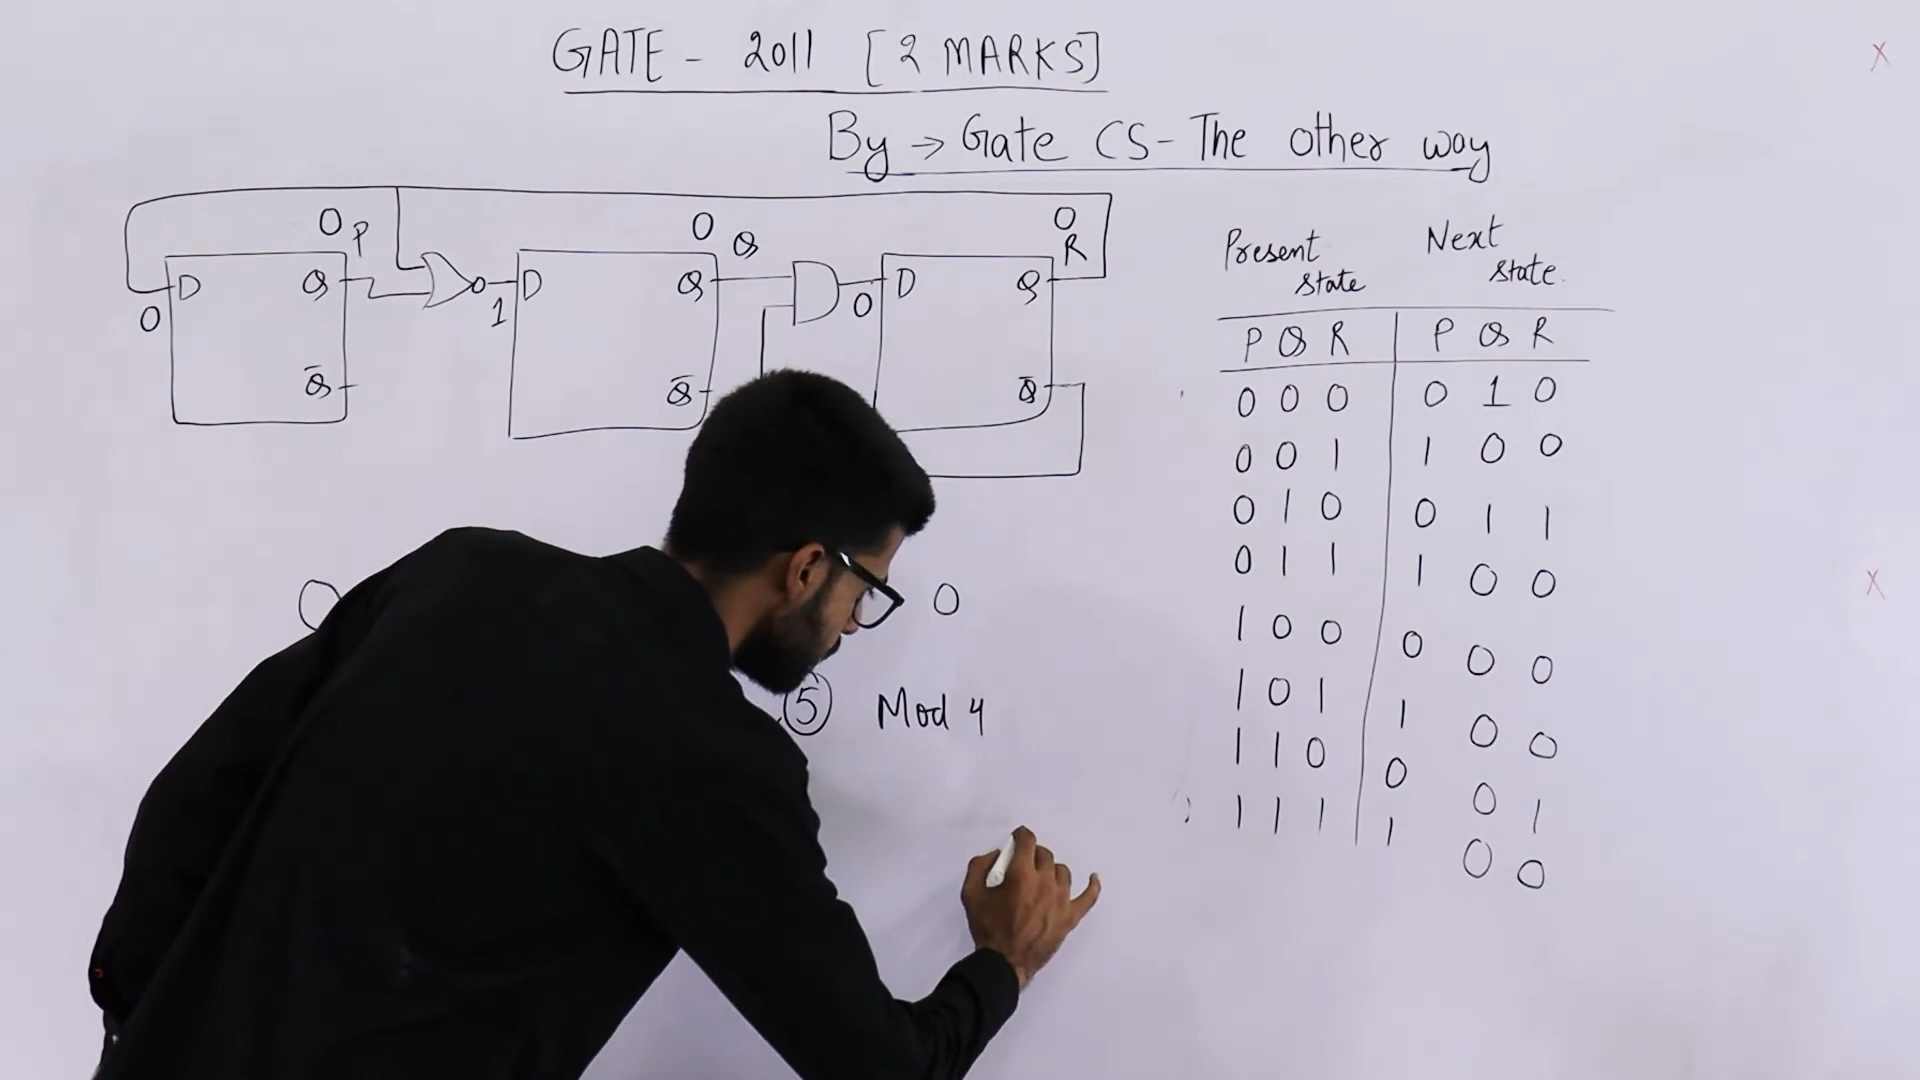 GATE - 2011 [2 MARKS]
By → Gate CS - The other way
0 P 0 Q 0 R
D Q 1 D Q 0 D Q
0
Q̄ Q̄ Q̄
0 0
5 Mod 4
Present state Next state.
P Q R | P Q R
0 0 0 0 1 0
0 0 1 1 0 0
0 1 0 0 1 1
0 1 1 1 0 0
1 0 0 0 0 0
1 0 1 1 0 0
1 1 0 0 0 1
1 1 1 1 0 0
X
X